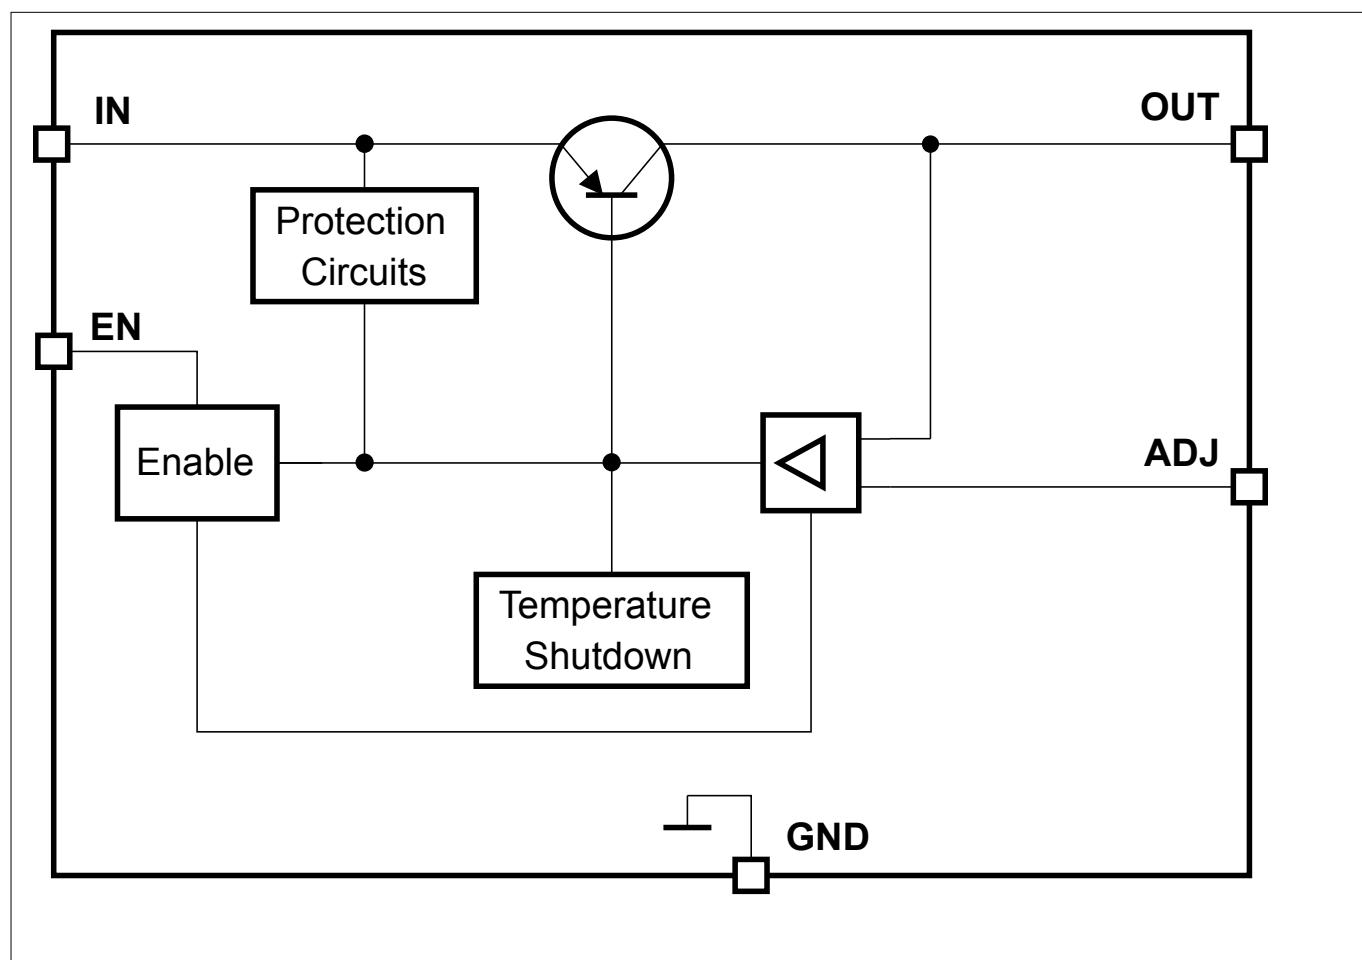 IN
OUT
Protection
Circuits
EN
Enable
ADJ
Temperature
Shutdown
GND